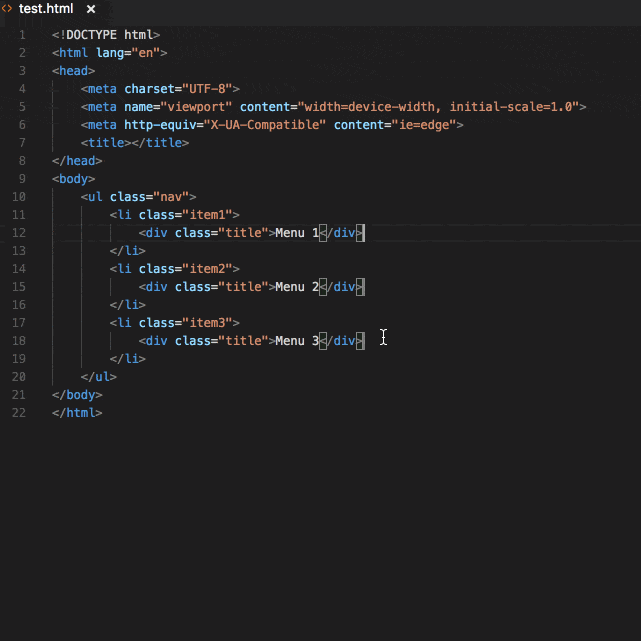 <> test.html ×
1 <!DOCTYPE html>
2 <html lang="en">
3 <head>
4     <meta charset="UTF-8">
5     <meta name="viewport" content="width=device-width, initial-scale=1.0">
6     <meta http-equiv="X-UA-Compatible" content="ie=edge">
7     <title></title>
8 </head>
9 <body>
10     <ul class="nav">
11         <li class="item1">
12             <div class="title">Menu 1</div>
13         </li>
14         <li class="item2">
15             <div class="title">Menu 2</div>
16         </li>
17         <li class="item3">
18             <div class="title">Menu 3</div>
19         </li>
20     </ul>
21 </body>
22 </html>